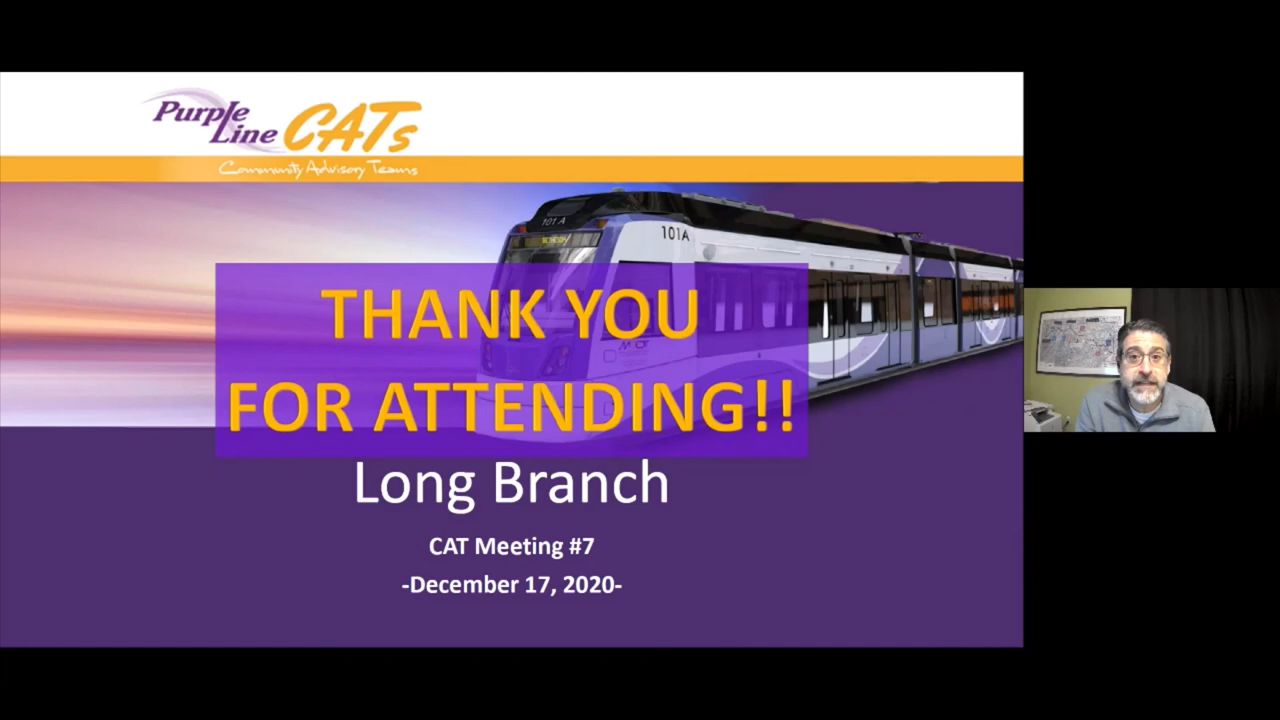 Purple
Line CATs
Community Advisory Teams
101 A
101A
THANK YOU
FOR ATTENDING!!
Long Branch
CAT Meeting #7
-December 17, 2020-